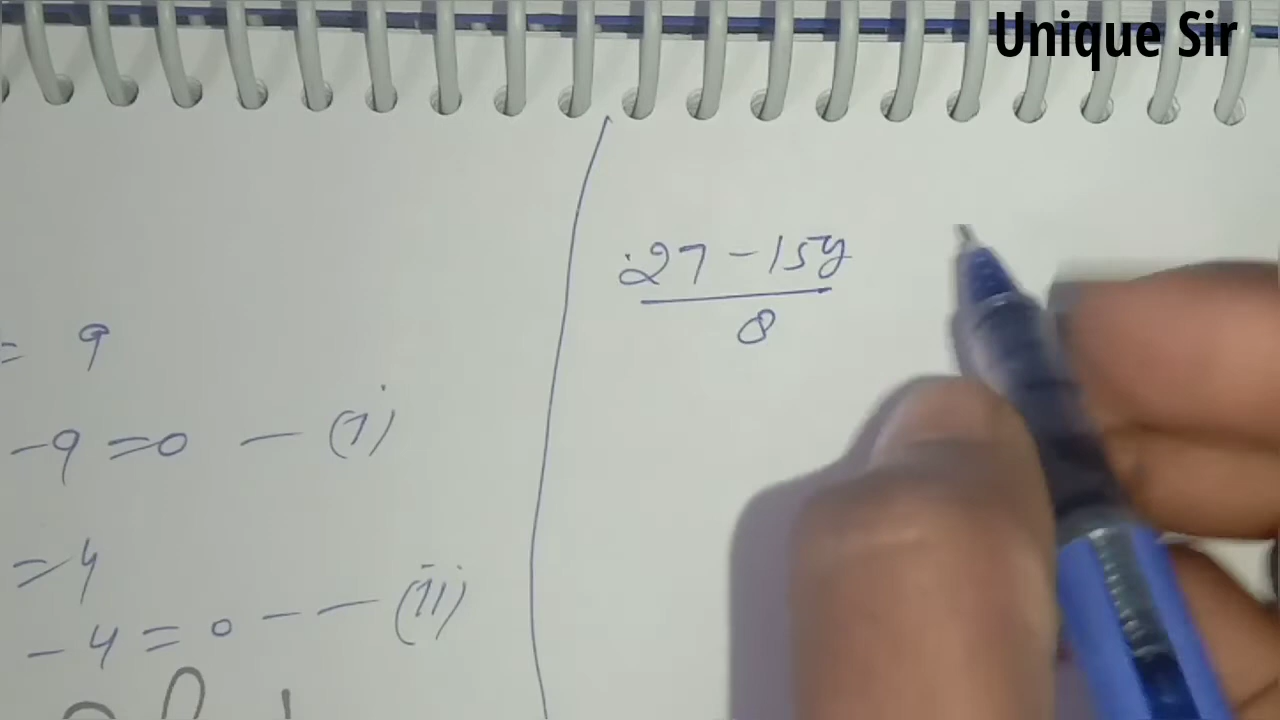 Unique Sir
= 9
-9=0 — (i)
=4
-4=0 -— (ii)
27-15y
8